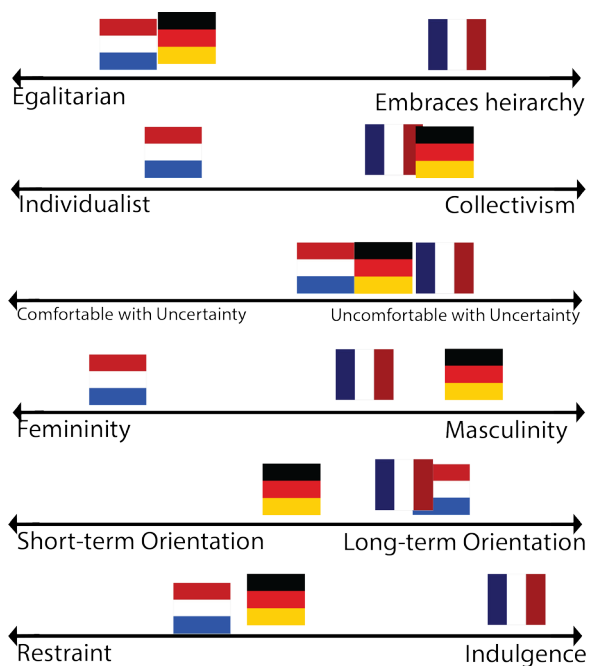 Egalitarian
Embraces heirarchy
Individualist
Collectivism
Comfortable with Uncertainty
Uncomfortable with Uncertainty
Femininity
Masculinity
Short-term Orientation
Long-term Orientation
Restraint
Indulgence